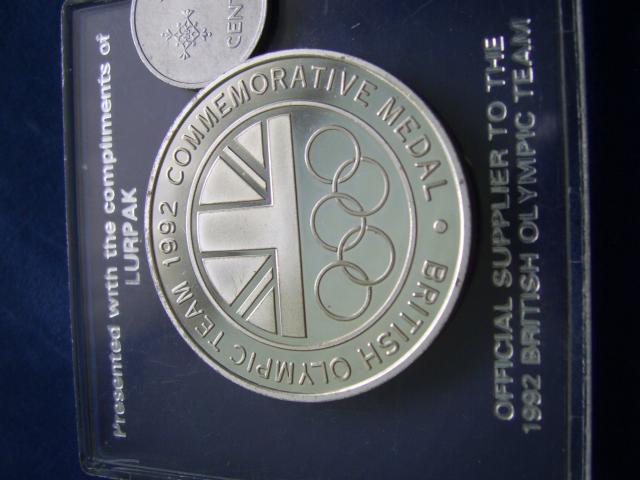 Presented with the compliments of
LURPAK
CENT
BRITISH OLYMPIC TEAM 1992 COMMEMORATIVE MEDAL •
OFFICIAL SUPPLIER TO THE
1992 BRITISH OLYMPIC TEAM